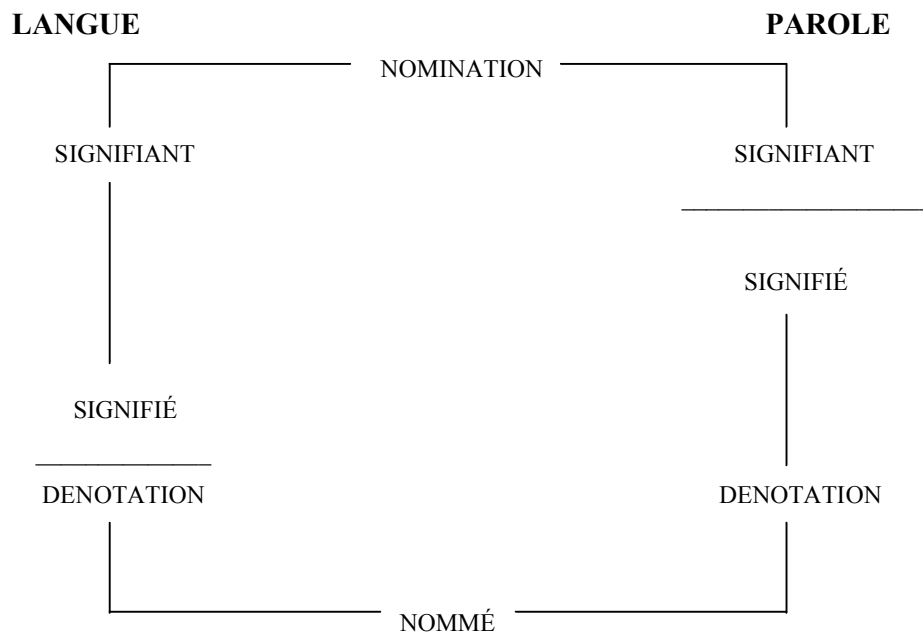 LANGUE PAROLE
NOMINATION
SIGNIFIANT SIGNIFIANT
SIGNIFIÉ
SIGNIFIÉ
DENOTATION DENOTATION
NOMMÉ